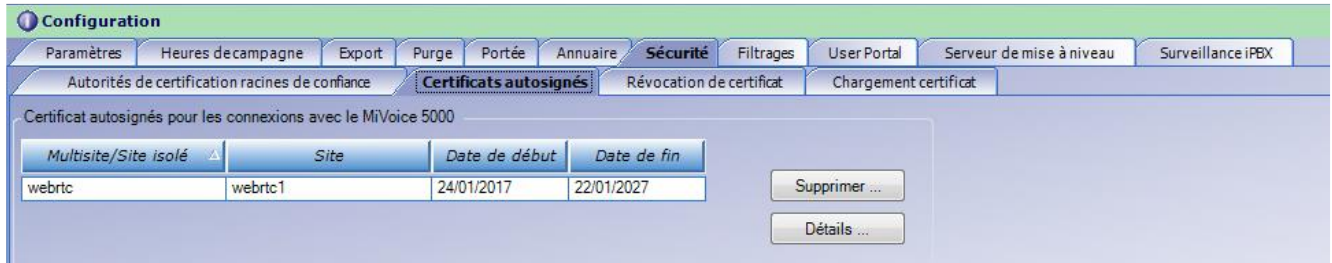 Configuration
Paramètres Heures de campagne Export Purge Portée Annuaire Sécurité Filtrages User Portal Serveur de mise à niveau Surveillance iPBX
Autorités de certification racines de confiance Certificats autosignés Révocation de certificat Chargement certificat
Certificat autosignés pour les connexions avec le MiVoice 5000
Multisite/Site isolé Site Date de début Date de fin
webrtc webrtc1 24/01/2017 22/01/2027
Supprimer ...
Détails ...